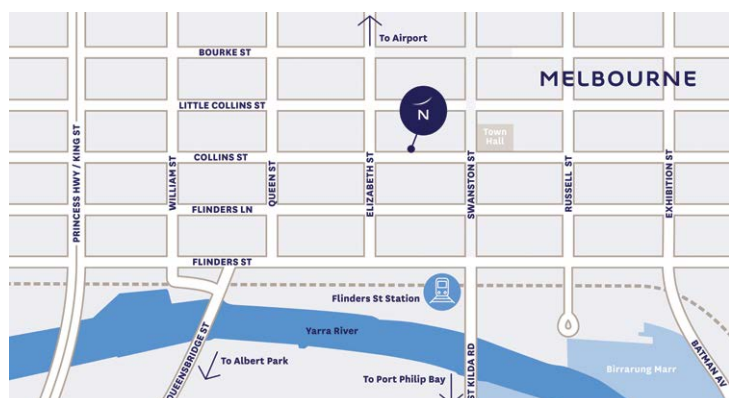 To Airport
BOURKE ST
MELBOURNE
LITTLE COLLINS ST
N
Town
Hall
COLLINS ST
PRINCESS HWY / KING ST
WILLIAM ST
QUEEN ST
ELIZABETH ST
SWANSTON ST
RUSSELL ST
EXHIBITION ST
FLINDERS LN
FLINDERS ST
Flinders St Station
Yarra River
QUEENSBRIDGE ST
To Albert Park
To Port Philip Bay
ST KILDA RD
Birrarung Marr
BATMAN AV